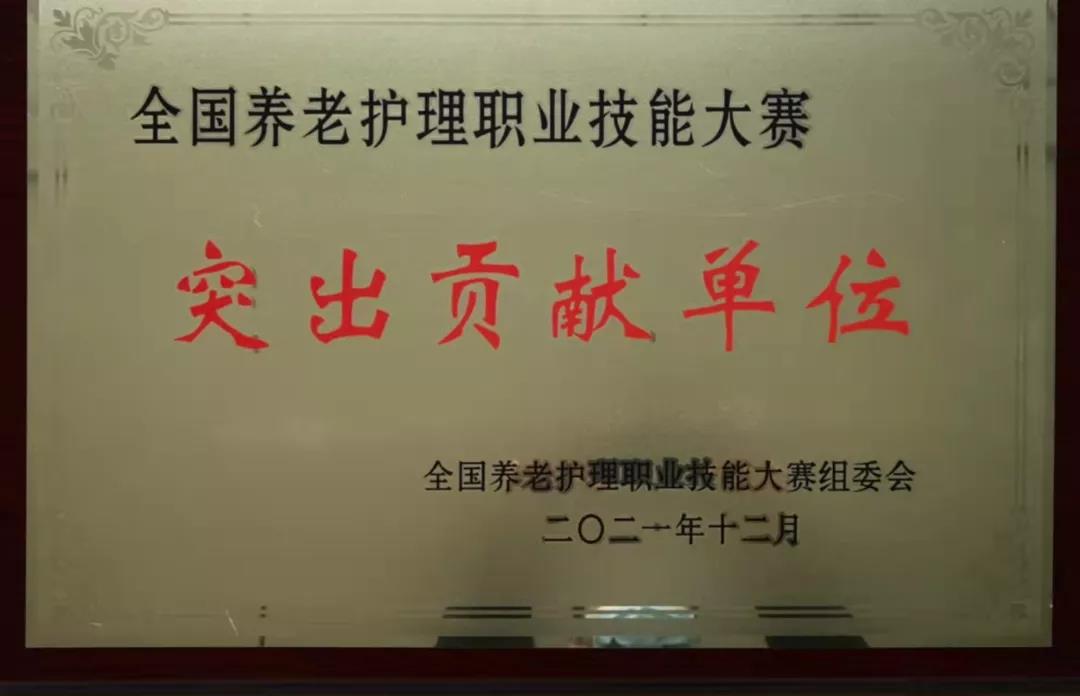 全国养老护理职业技能大赛
突出贡献单位
全国养老护理职业技能大赛组委会
二〇二一年十二月